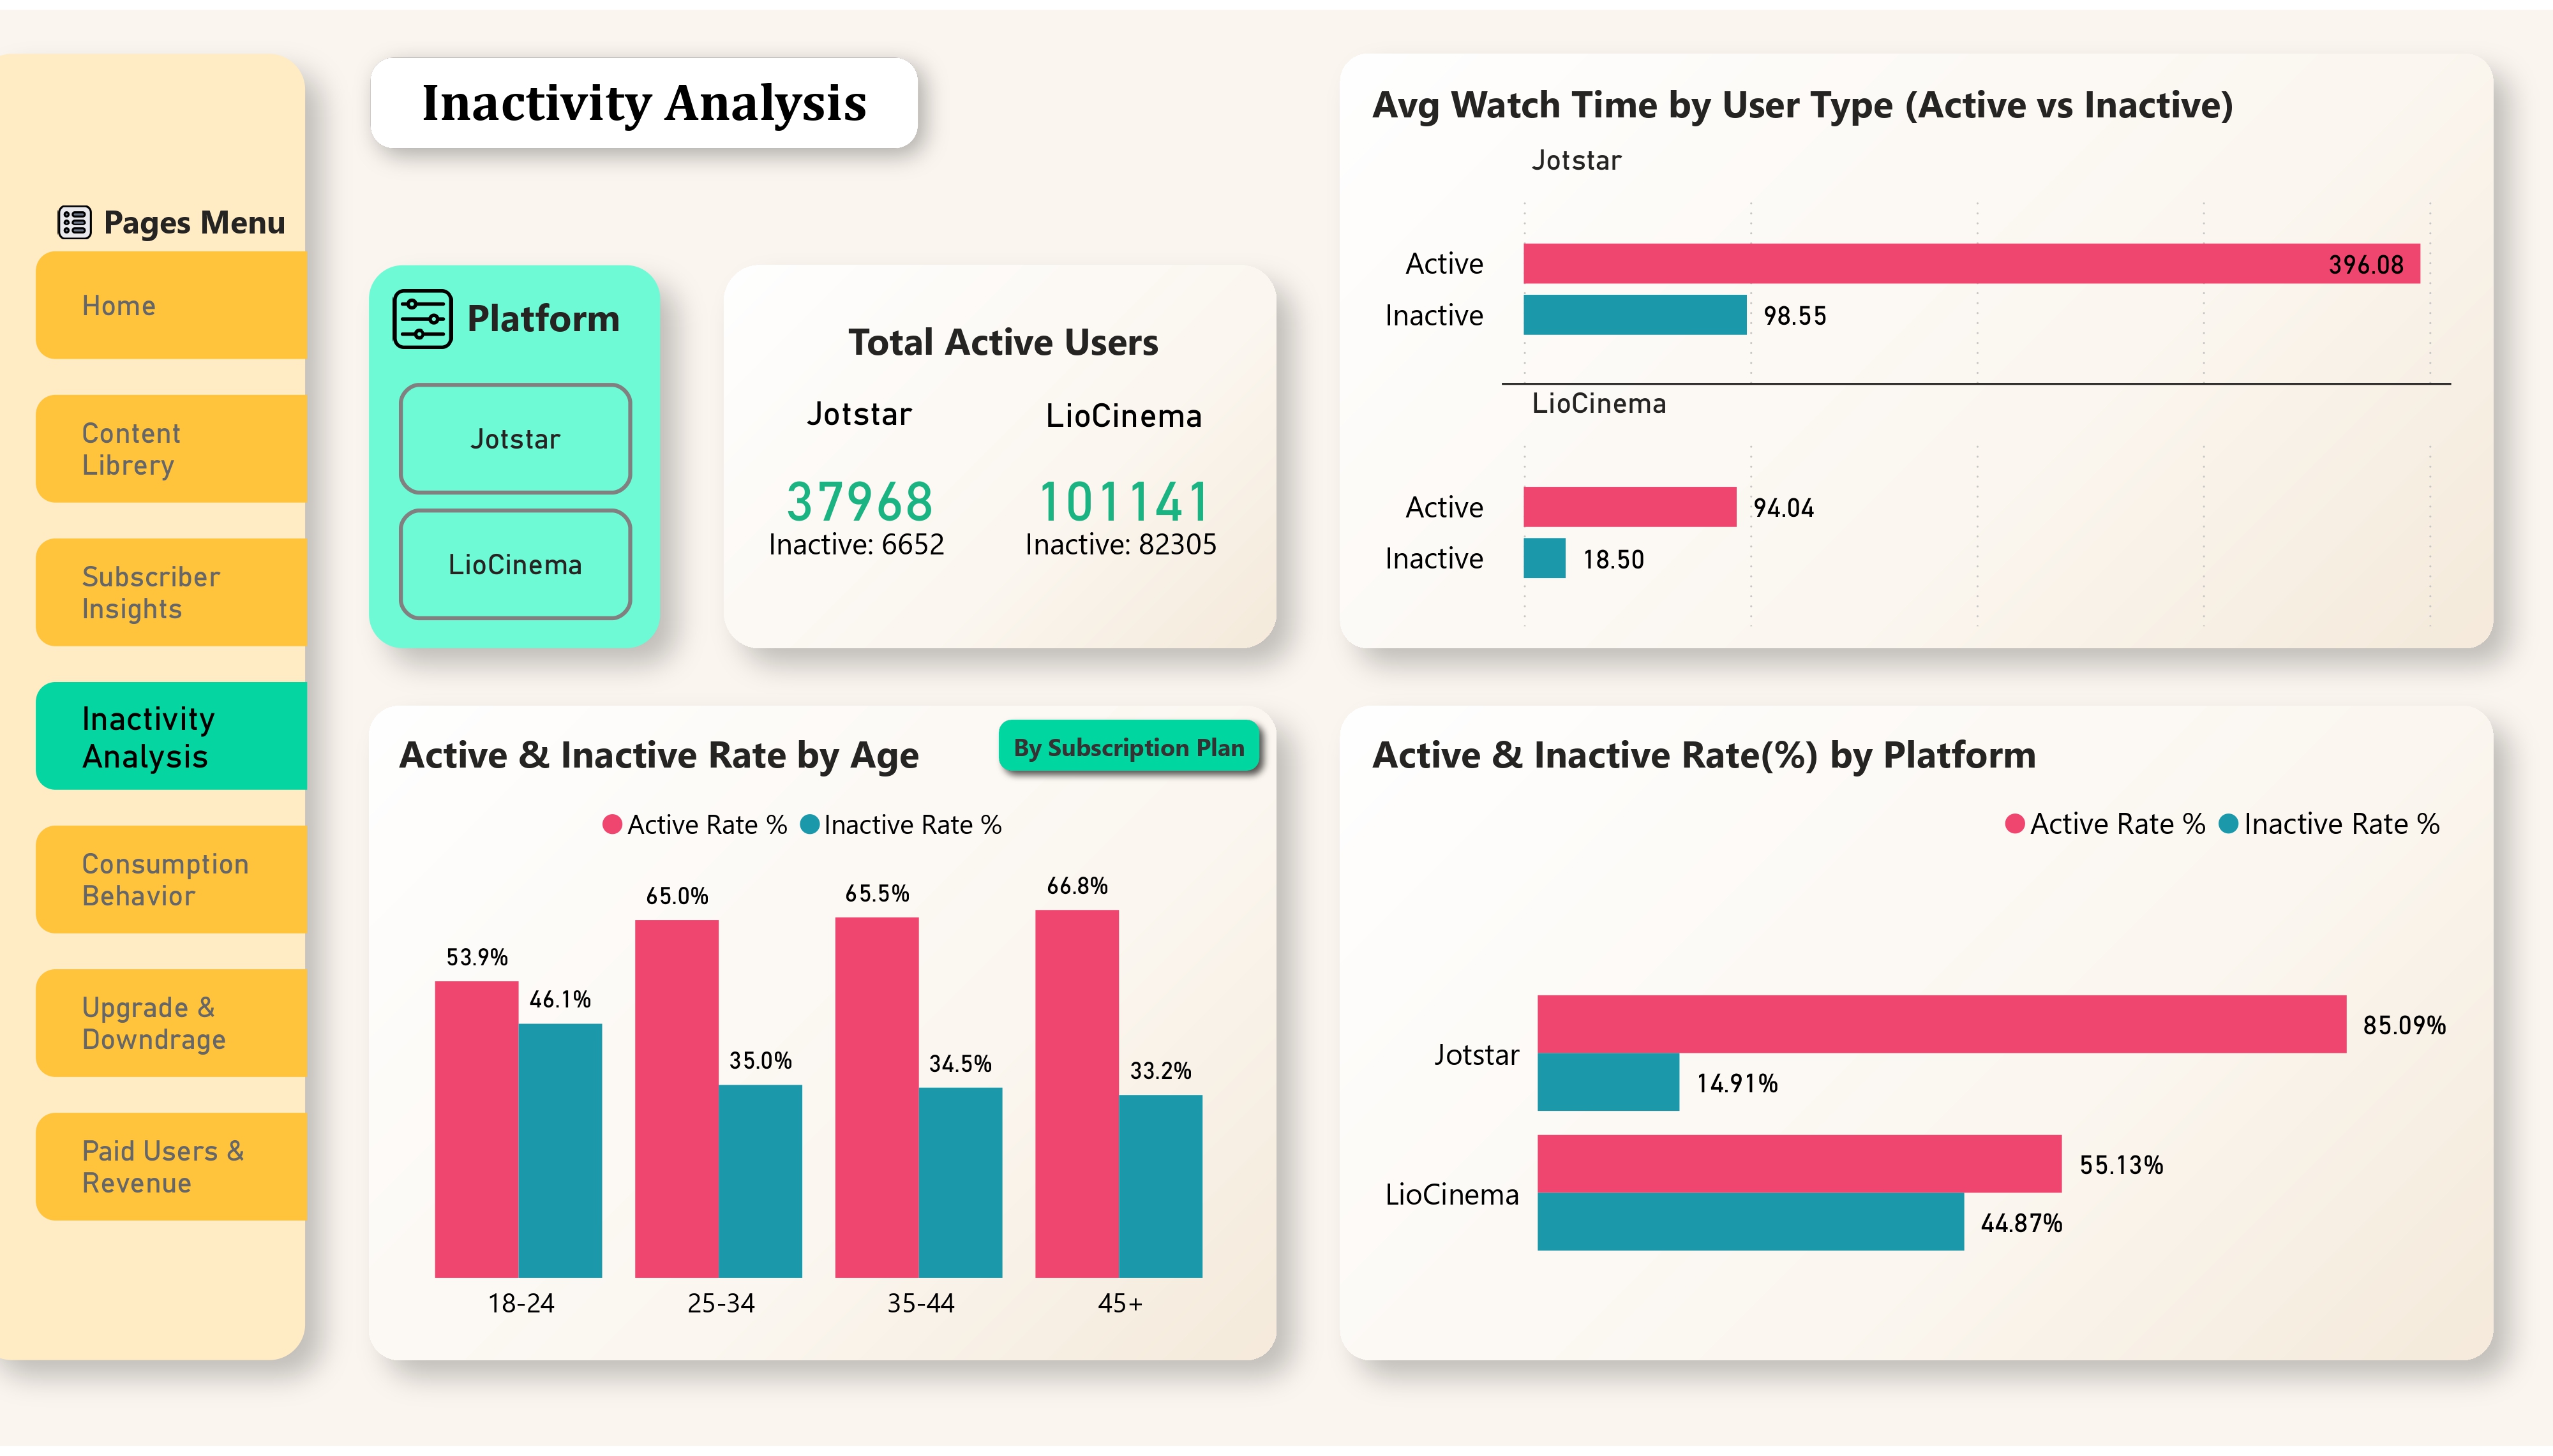 Pages Menu
Home
Content
Librery
Subscriber
Insights
Inactivity
Analysis
Consumption
Behavior
Upgrade &
Downdrage
Paid Users &
Revenue
Inactivity Analysis
Platform
Jotstar
LioCinema
Total Active Users
Jotstar LioCinema
37968 101141
Inactive: 6652 Inactive: 82305
Avg Watch Time by User Type (Active vs Inactive)
Jotstar
Active 396.08
Inactive 98.55
LioCinema
Active 94.04
Inactive 18.50
Active & Inactive Rate by Age
By Subscription Plan
Active Rate % Inactive Rate %
53.9% 46.1% 65.0% 35.0% 65.5% 34.5% 66.8% 33.2%
18-24 25-34 35-44 45+
Active & Inactive Rate(%) by Platform
Active Rate % Inactive Rate %
Jotstar
85.09%
14.91%
LioCinema
55.13%
44.87%